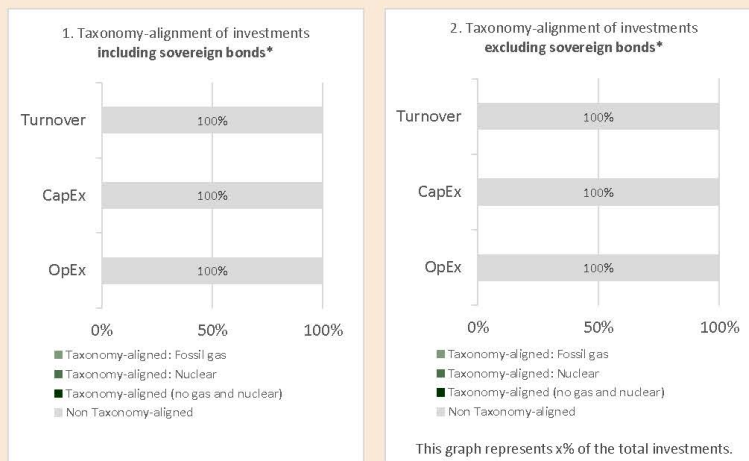 1. Taxonomy-alignment of investments
including sovereign bonds*
Turnover
100%
CapEx
100%
OpEx
100%
0%
50%
100%
Taxonomy-aligned: Fossil gas
Taxonomy-aligned: Nuclear
Taxonomy-aligned (no gas and nuclear)
Non Taxonomy-aligned
2. Taxonomy-alignment of investments
excluding sovereign bonds*
Turnover
100%
CapEx
100%
OpEx
100%
0%
50%
100%
Taxonomy-aligned: Fossil gas
Taxonomy-aligned: Nuclear
Taxonomy-aligned (no gas and nuclear)
Non Taxonomy-aligned
This graph represents x% of the total investments.